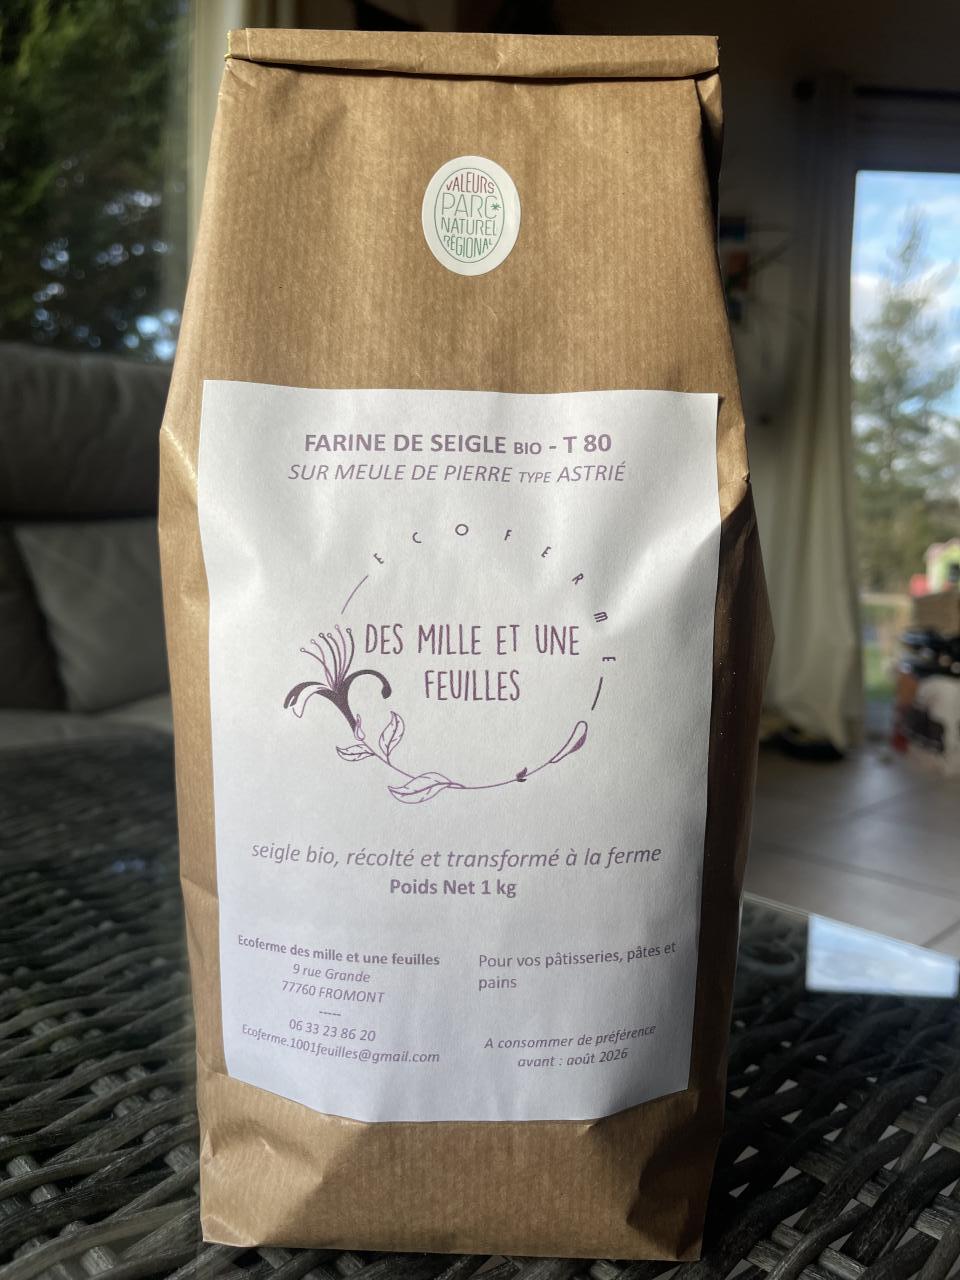 VALEURS
PARC
NATUREL
RÉGIONAL
FARINE DE SEIGLE BIO - T 80
SUR MEULE DE PIERRE TYPE ASTRIÉ
ECOFERME
DES MILLE ET UNE
FEUILLES
seigle bio, récolté et transformé à la ferme
Poids Net 1 kg
Ecoferme des mille et une feuilles
9 rue Grande
77760 FROMONT
-----
06 33 23 86 20
Ecoferme.1001feuilles@gmail.com
Pour vos pâtisseries, pâtes et
pains
A consommer de préférence
avant : août 2026